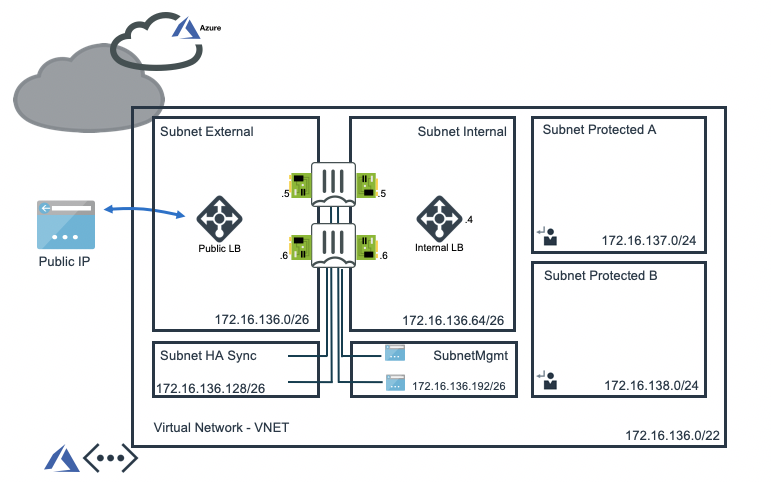 Azure
Subnet External
Subnet Internal
Subnet Protected A
.5
.5
.4
Public LB
Internal LB
172.16.137.0/24
.6
.6
Public IP
Subnet Protected B
172.16.136.0/26
172.16.136.64/26
Subnet HA Sync
SubnetMgmt
172.16.136.128/26
172.16.136.192/26
172.16.138.0/24
Virtual Network - VNET
172.16.136.0/22